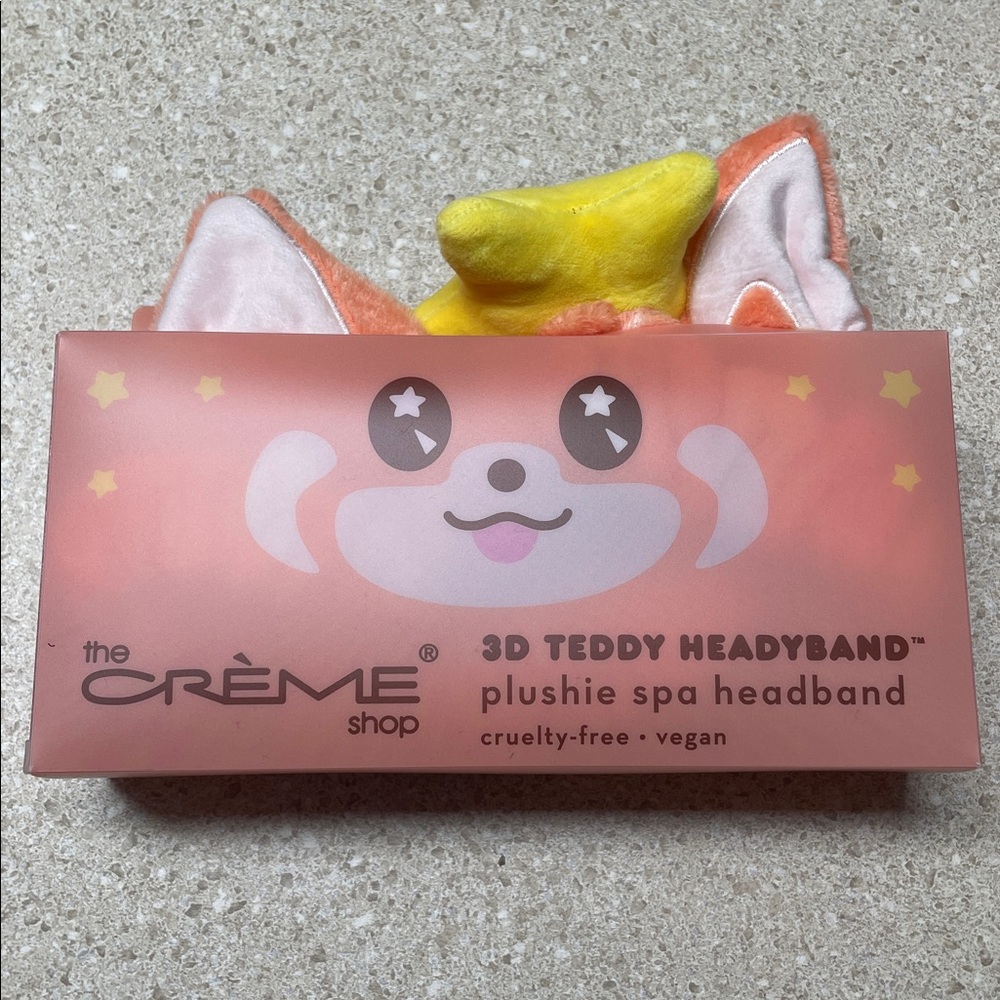 the
CRÈME®
shop
3D TEDDY HEADYBAND™
plushie spa headband
cruelty-free • vegan